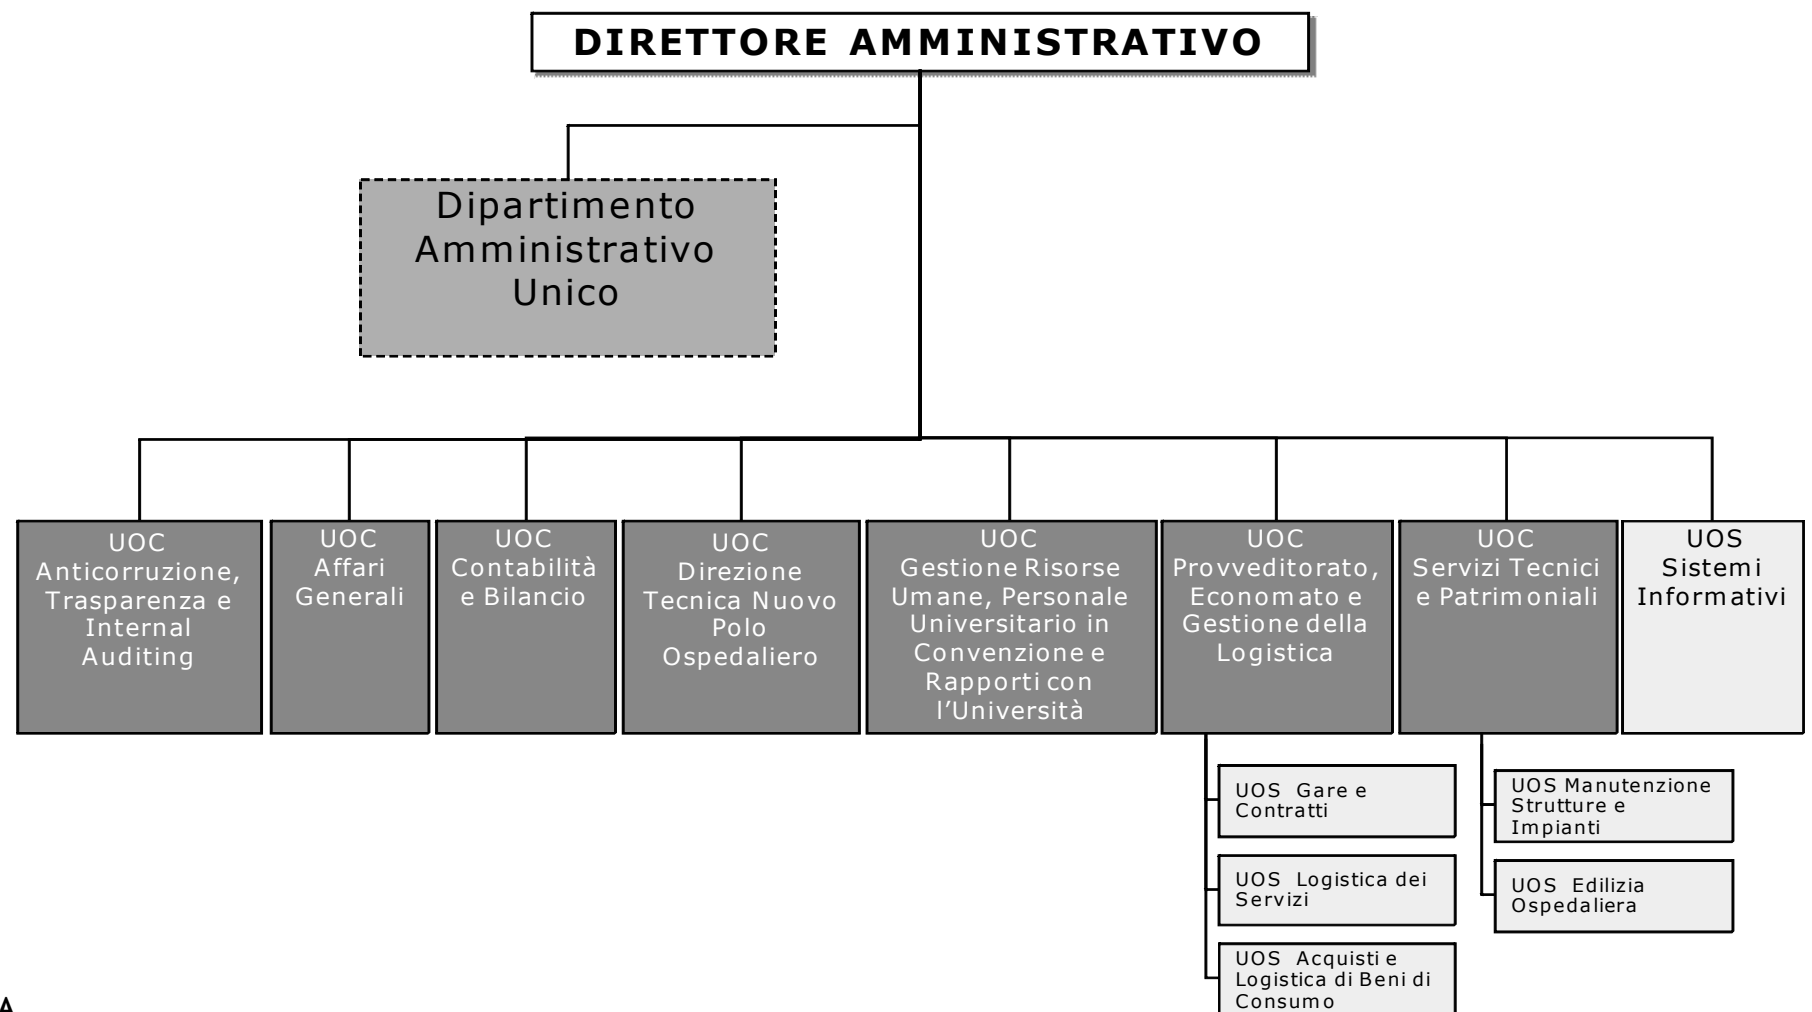 DIRETTORE AMMINISTRATIVO
Dipartimento
Amministrativo
Unico
UOC
Anticorruzione,
Trasparenza e
Internal
Auditing
UOC
Affari
Generali
UOC
Contabilità
e Bilancio
UOC
Direzione
Tecnica Nuovo
Polo
Ospedaliero
UOC
Gestione Risorse
Umane, Personale
Universitario in
Convenzione e
Rapporti con
l’Università
UOC
Provveditorato,
Economato e
Gestione della
Logistica
UOC
Servizi Tecnici
e Patrimoniali
UOS
Sistemi
Informativi
UOS Gare e
Contratti
UOS Logistica dei
Servizi
UOS Acquisti e
Logistica di Beni di
Consumo
UOS Manutenzione
Strutture e
Impianti
UOS Edilizia
Ospedaliera